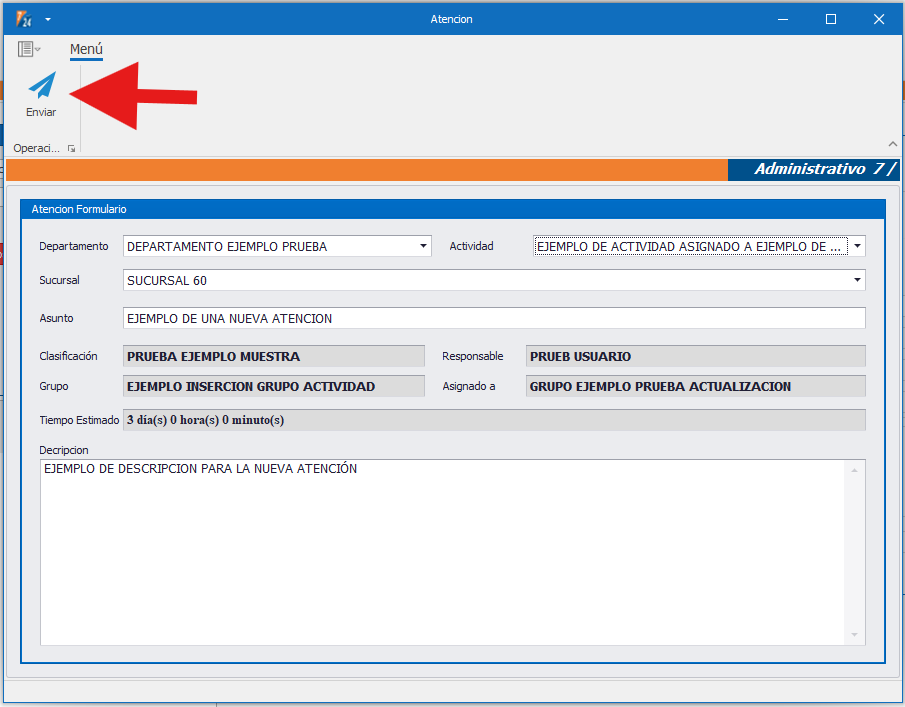 24
Atencion
Menú
Enviar
Operaci...
Administrativo 7 /
Atencion Formulario
Departamento DEPARTAMENTO EJEMPLO PRUEBA Actividad EJEMPLO DE ACTIVIDAD ASIGNADO A EJEMPLO DE ...
Sucursal SUCURSAL 60
Asunto EJEMPLO DE UNA NUEVA ATENCION
Clasificación PRUEBA EJEMPLO MUESTRA Responsable PRUEB USUARIO
Grupo EJEMPLO INSERCION GRUPO ACTIVIDAD Asignado a GRUPO EJEMPLO PRUEBA ACTUALIZACION
Tiempo Estimado 3 día(s) 0 hora(s) 0 minuto(s)
Decripcion
EJEMPLO DE DESCRIPCION PARA LA NUEVA ATENCIÓN